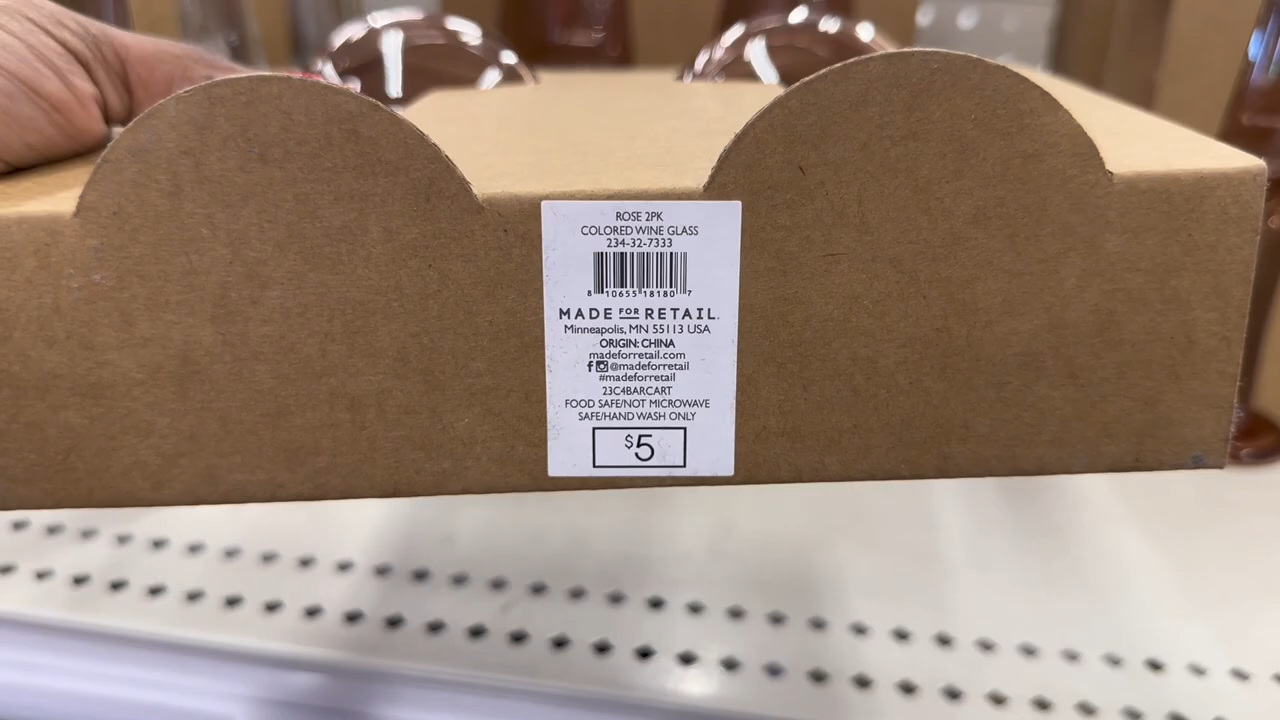 ROSE 2PK
COLORED WINE GLASS
234-32-7333
8 10655 18180 7
MADE FOR RETAIL.
Minneapolis, MN 55113 USA
ORIGIN: CHINA
madeforretail.com
@madeforretail
#madeforretail
23C4BARCART
FOOD SAFE/NOT MICROWAVE
SAFE/HAND WASH ONLY
$5